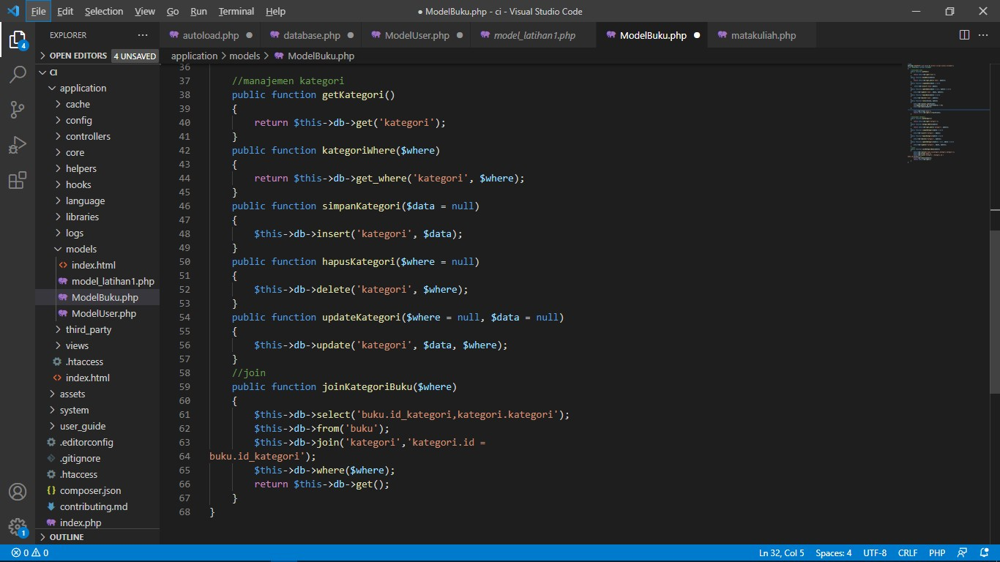 File Edit Selection View Go Run Terminal Help
● ModelBuku.php - ci - Visual Studio Code
EXPLORER ...
autoload.php ●
database.php ●
ModelUser.php ●
model_latihan1.php
ModelBuku.php ●
matakuliah.php
4
OPEN EDITORS 4 UNSAVED
application > models > ModelBuku.php
CI
application
cache
config
controllers
core
helpers
hooks
language
libraries
logs
models
index.html
model_latihan1.php
ModelBuku.php
ModelUser.php
third_party
views
.htaccess
index.html
assets
system
user_guide
.editorconfig
.gitignore
.htaccess
composer.json
contributing.md
index.php
OUTLINE
1
36
37 //manajemen kategori
38 public function getKategori()
39 {
40 return $this->db->get('kategori');
41 }
42 public function kategoriWhere($where)
43 {
44 return $this->db->get_where('kategori', $where);
45 }
46 public function simpanKategori($data = null)
47 {
48 $this->db->insert('kategori', $data);
49 }
50 public function hapusKategori($where = null)
51 {
52 $this->db->delete('kategori', $where);
53 }
54 public function updateKategori($where = null, $data = null)
55 {
56 $this->db->update('kategori', $data, $where);
57 }
58 //join
59 public function joinKategoriBuku($where)
60 {
61 $this->db->select('buku.id_kategori,kategori.kategori');
62 $this->db->from('buku');
63 $this->db->join('kategori','kategori.id =
64 buku.id_kategori');
65 $this->db->where($where);
66 return $this->db->get();
67 }
68 }
0 0
Ln 32, Col 5 Spaces: 4 UTF-8 CRLF PHP